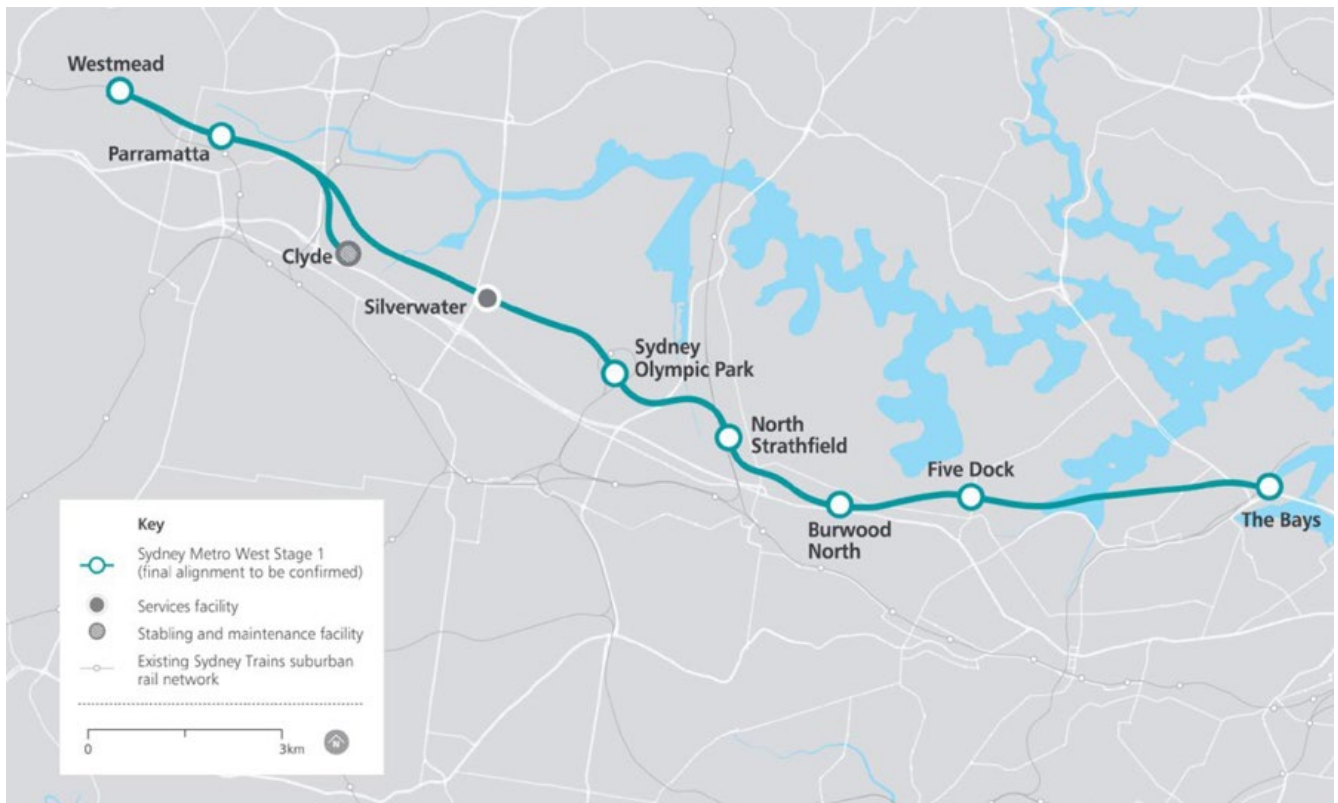 Westmead
Parramatta
Clyde
Silverwater
Sydney
Olympic Park
North
Strathfield
Five Dock
Burwood
North
The Bays
Key
Sydney Metro West Stage 1
(final alignment to be confirmed)
Services facility
Stabling and maintenance facility
Existing Sydney Trains suburban
rail network
0 3km N